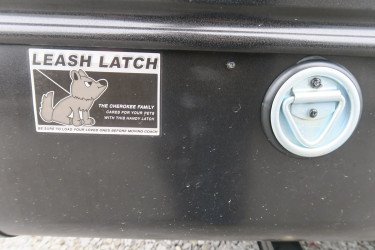 LEASH LATCH
THE CHEROKEE FAMILY
CARES FOR YOUR PETS
WITH THIS HANDY LATCH
BE SURE TO LOAD YOUR LOVED ONES BEFORE MOVING COACH